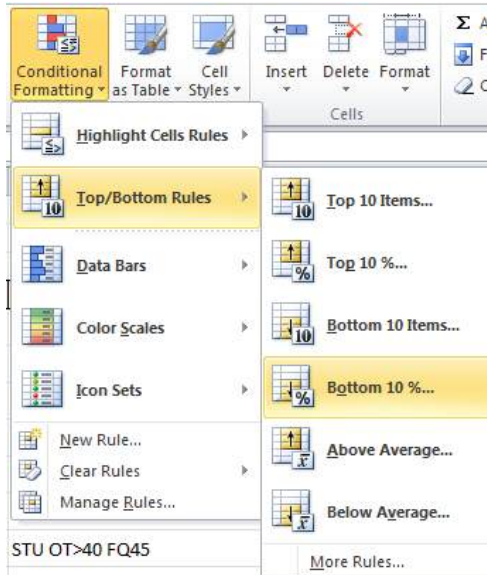 Conditional Formatting
Format as Table
Cell Styles
Insert
Delete
Format
Σ A
F
C
Cells
Highlight Cells Rules
Top/Bottom Rules
Data Bars
Color Scales
Icon Sets
New Rule...
Clear Rules
Manage Rules...
Top 10 Items...
Top 10 %...
Bottom 10 Items...
Bottom 10 %...
Above Average...
Below Average...
More Rules...
STU OT>40 FQ45